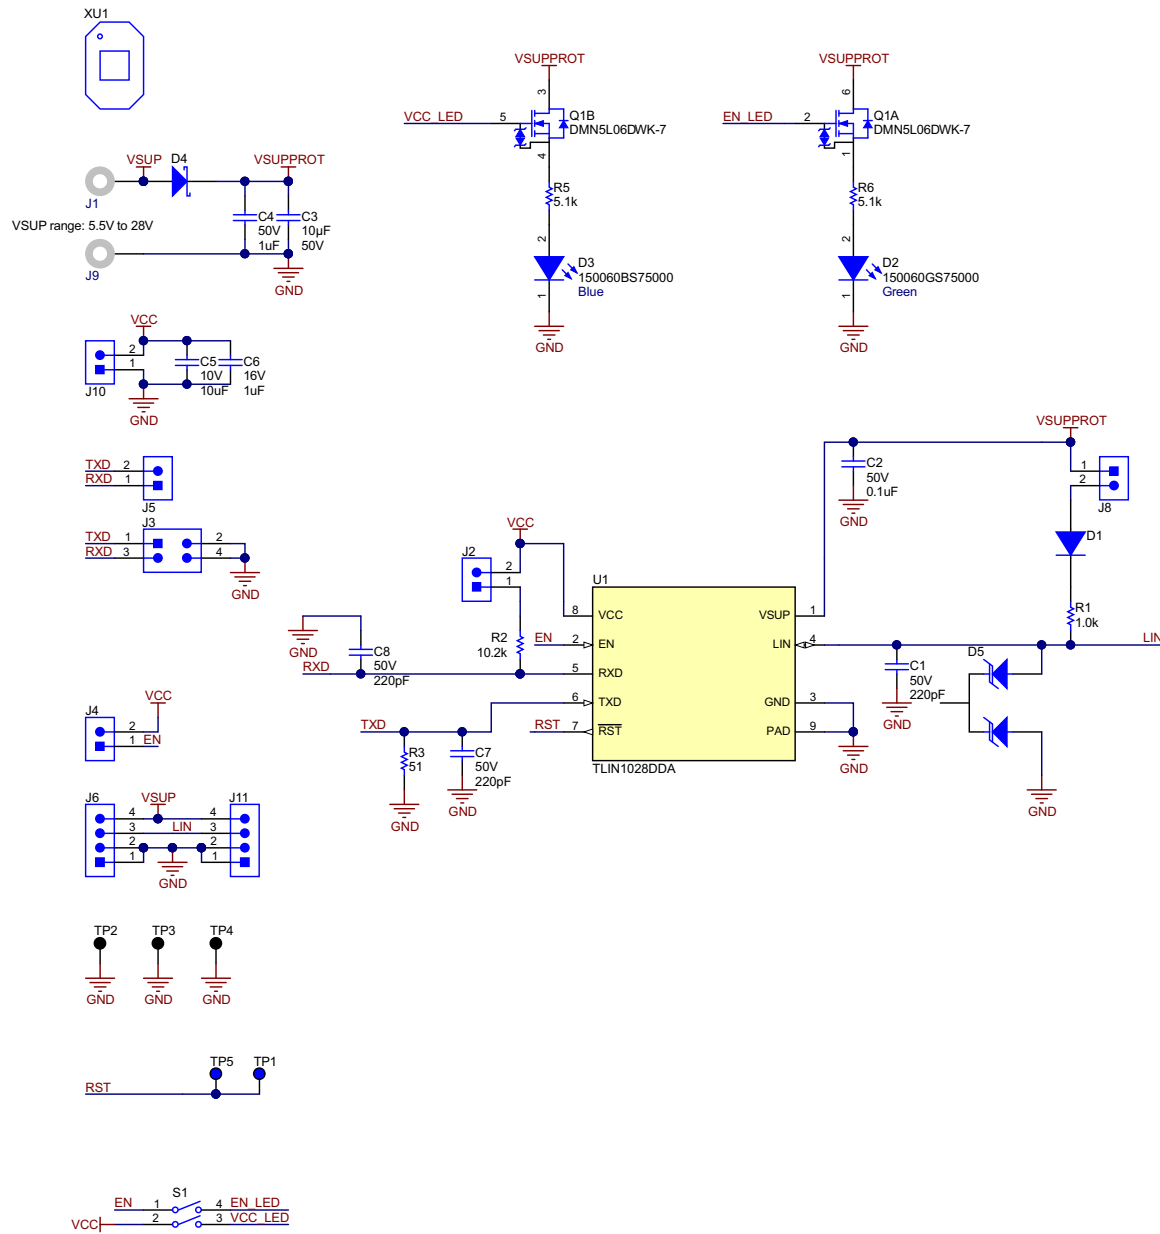 XU1
VSUP
D4
VSUPPROT
J1
C4
50V
1uF
C3
10µF
50V
VSUP range: 5.5V to 28V
J9
GND
VSUPPROT
3
VCC_LED
5
Q1B
DMN5L06DWK-7
4
R5
5.1k
2
D3
150060BS75000
Blue
1
GND
VSUPPROT
6
EN_LED
2
Q1A
DMN5L06DWK-7
1
R6
5.1k
2
D2
150060GS75000
Green
1
GND
VCC
2
1
J10
C5
10V
10uF
C6
16V
1uF
GND
TXD 2
RXD 1
J5
J3
TXD 1
RXD 3
2
4
GND
VSUPPROT
C2
50V
0.1uF
GND
1
2
J8
D1
R1
1.0k
LIN
VCC
J2
2
1
R2
10.2k
GND
C8
50V
220pF
RXD
EN
U1
8 VCC
2 EN
5 RXD
6 TXD
7 RST
VSUP 1
LIN 4
GND 3
PAD 9
TLIN1028DDA
RST
TXD
R3
51
GND
C7
50V
220pF
GND
C1
50V
220pF
GND
D5
GND
GND
VCC
J4
2
1 EN
J6
VSUP
J11
4 4
3 LIN 3
2 2
1 1
GND
TP2 TP3 TP4
GND GND GND
TP5 TP1
RST
S1
EN 1 4 EN_LED
VCC 2 3 VCC_LED